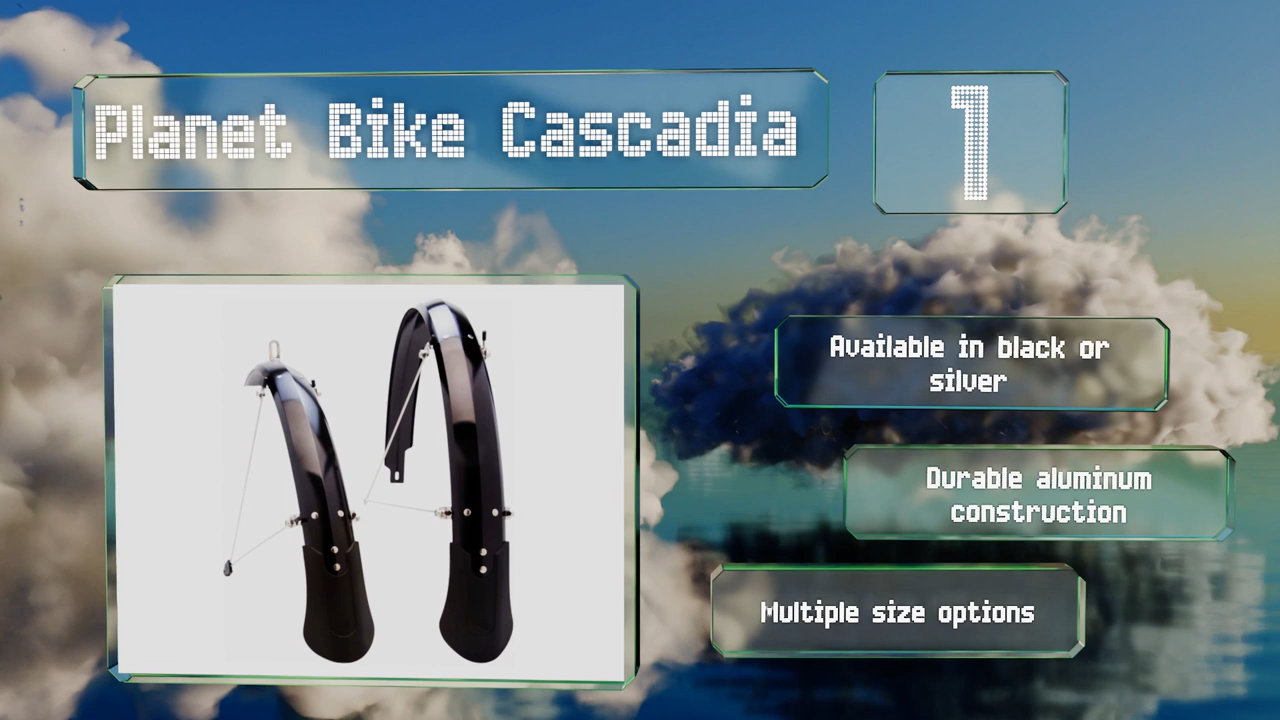 Planet Bike Cascadia
1
Available in black or
silver
Durable aluminum
construction
Multiple size options